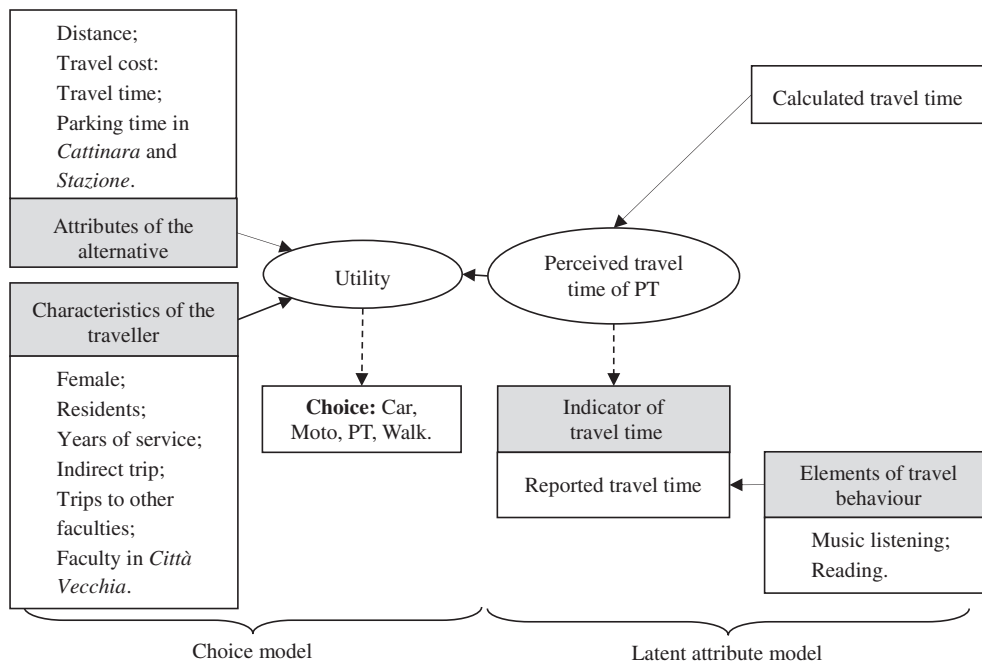 Distance;
Travel cost:
Travel time;
Parking time in
Cattinara and
Stazione.
Attributes of the
alternative
Characteristics of the
traveller
Female;
Residents;
Years of service;
Indirect trip;
Trips to other
faculties;
Faculty in Città
Vecchia.
Utility
Choice: Car,
Moto, PT, Walk.
Choice model
Calculated travel time
Perceived travel
time of PT
Indicator of
travel time
Reported travel time
Elements of travel
behaviour
Music listening;
Reading.
Latent attribute model